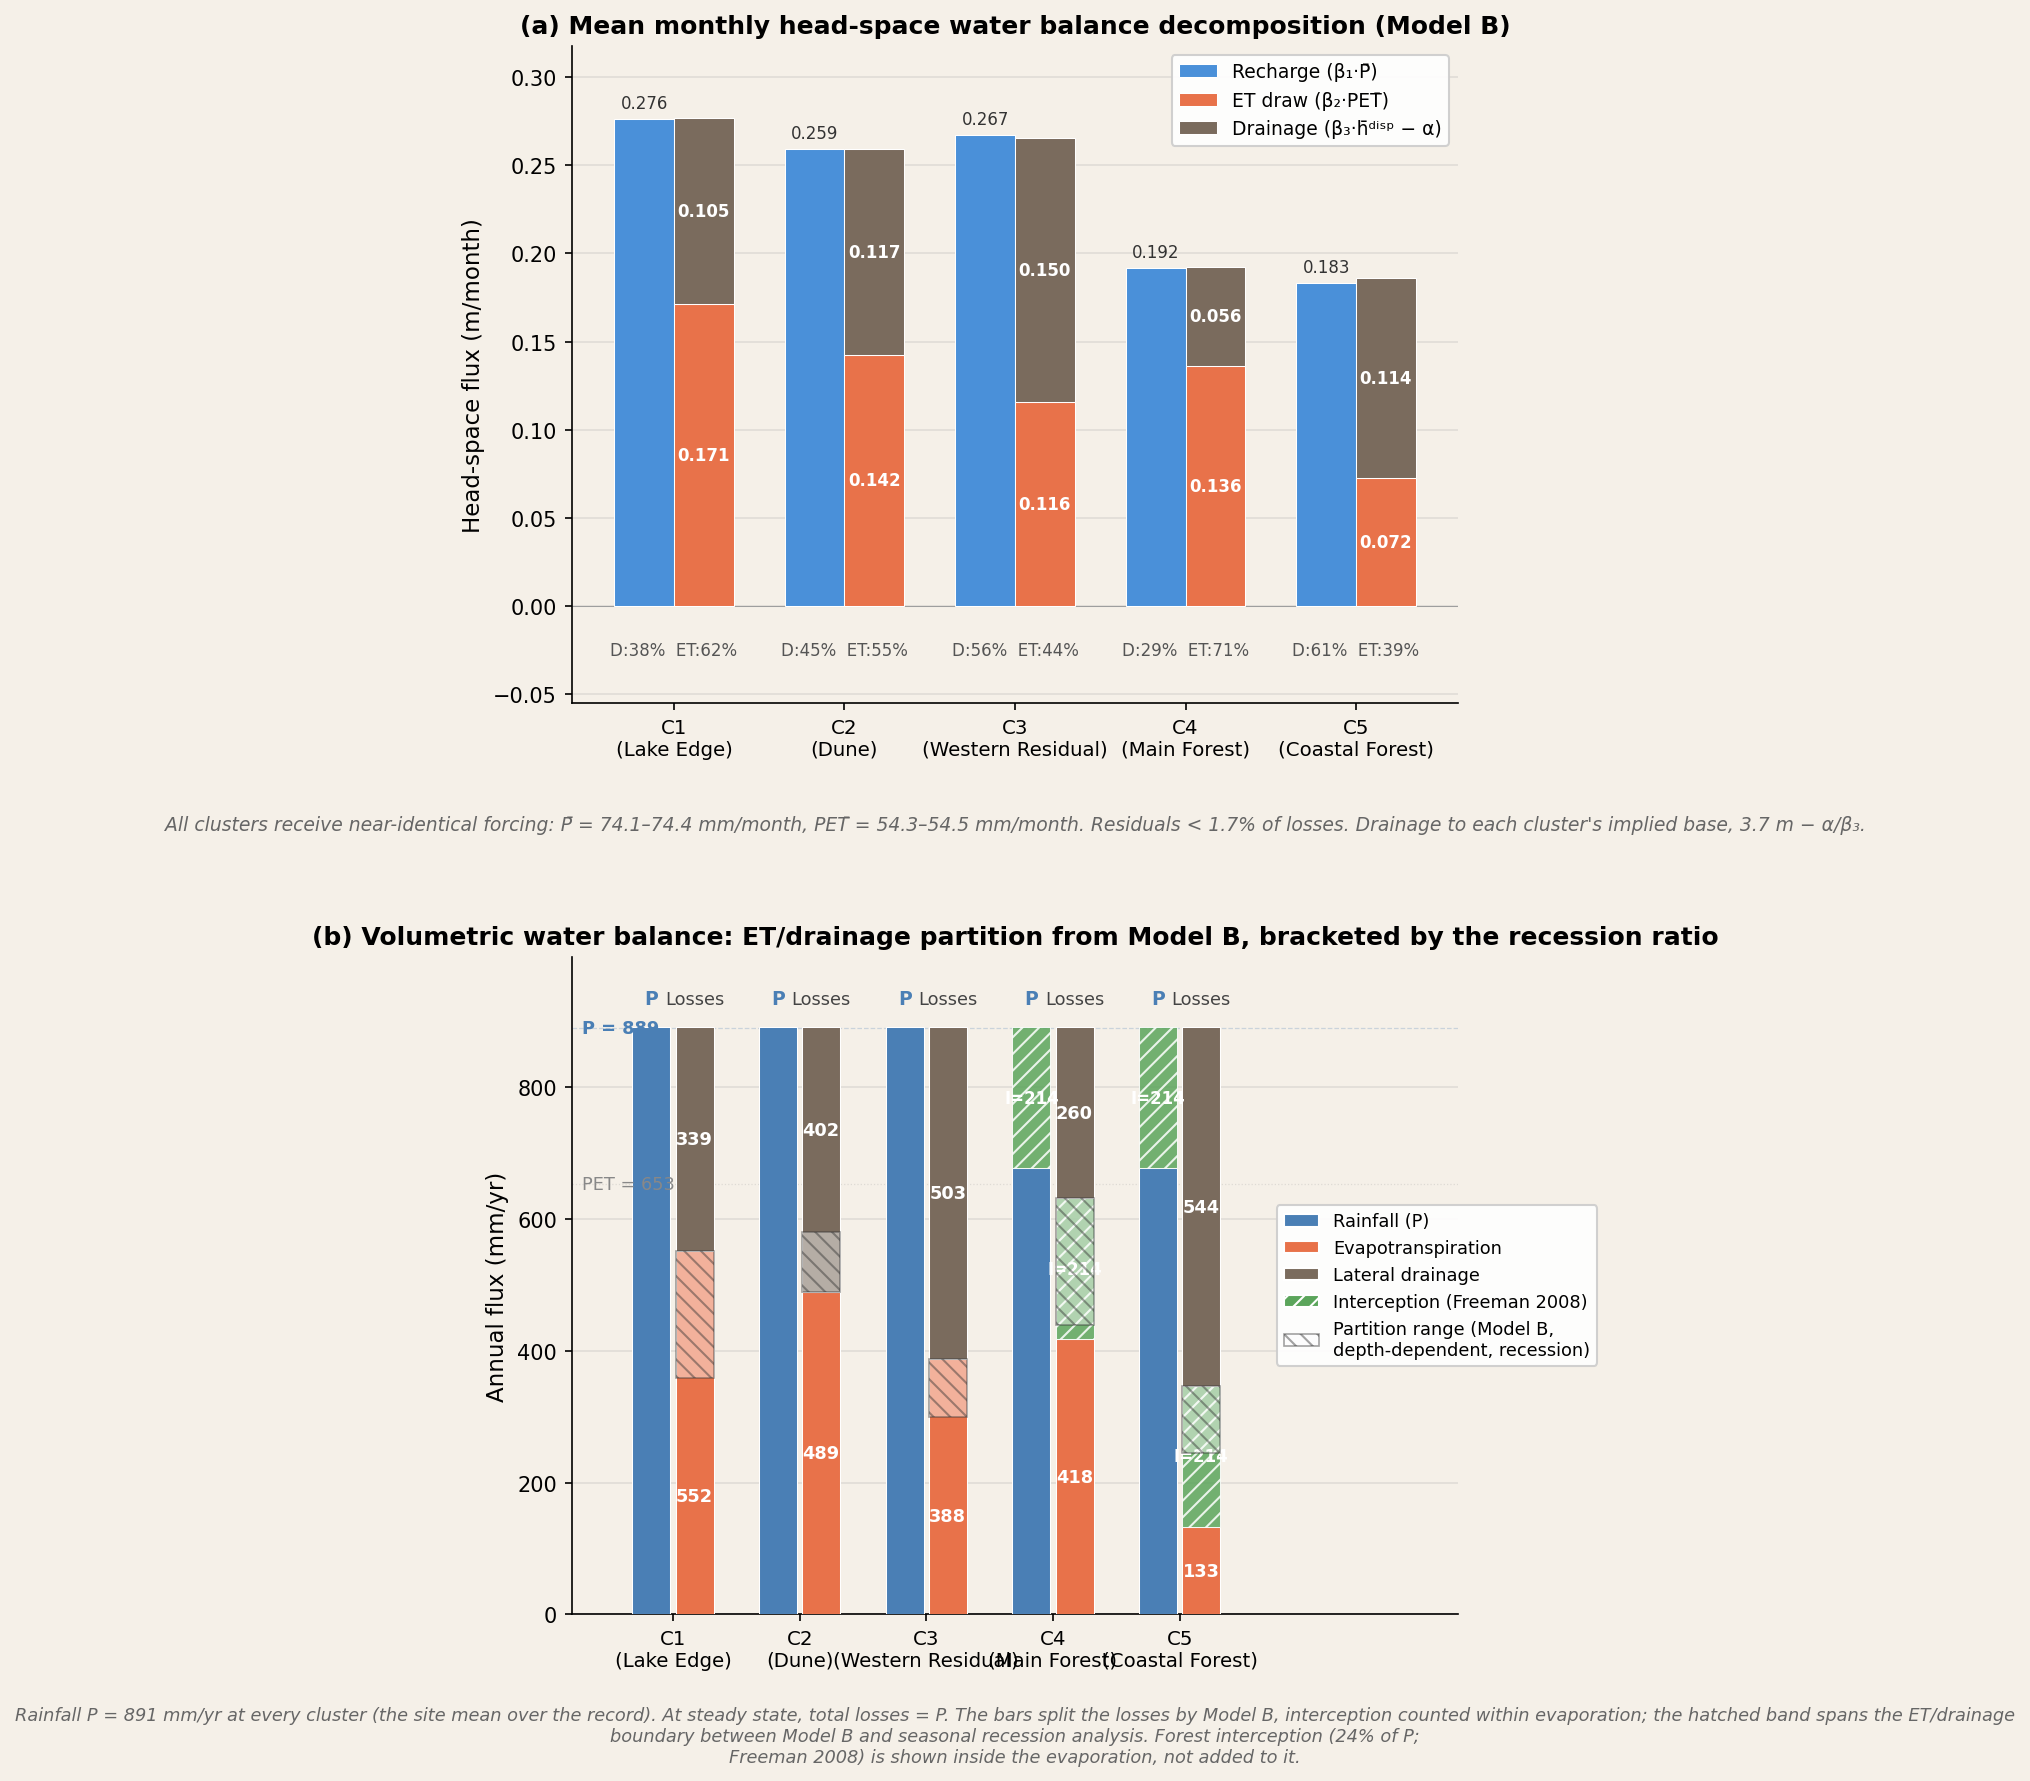 (a) Mean monthly head-space water balance decomposition (Model B)
Recharge (β₁·P̄)
ET draw (β₂·PET̄)
Drainage (β₃·h̄ᵈⁱˢᵖ − α)
Head-space flux (m/month)
0.30
0.25
0.20
0.15
0.10
0.05
0.00
−0.05
0.276
0.105
0.171
0.259
0.117
0.142
0.267
0.150
0.116
0.192
0.056
0.136
0.183
0.114
0.072
D:38%  ET:62%
D:45%  ET:55%
D:56%  ET:44%
D:29%  ET:71%
D:61%  ET:39%
C1
(Lake Edge)
C2
(Dune)
C3
(Western Residual)
C4
(Main Forest)
C5
(Coastal Forest)
All clusters receive near-identical forcing: P̄ = 74.1–74.4 mm/month, PET̄ = 54.3–54.5 mm/month. Residuals < 1.7% of losses. Drainage to each cluster's implied base, 3.7 m − α/β₃.
(b) Volumetric water balance: ET/drainage partition from Model B, bracketed by the recession ratio
Annual flux (mm/yr)
800
600
400
200
0
P Losses
P Losses
P Losses
P Losses
P Losses
P = 889
PET = 653
339
552
402
489
503
388
I=214
260
I=214
418
I=214
544
I=214
133
Rainfall (P)
Evapotranspiration
Lateral drainage
Interception (Freeman 2008)
Partition range (Model B,
depth-dependent, recession)
C1
(Lake Edge)
C2
(Dune)
C3
(Western Residual)
C4
(Main Forest)
C5
(Coastal Forest)
Rainfall P = 891 mm/yr at every cluster (the site mean over the record). At steady state, total losses = P. The bars split the losses by Model B, interception counted within evaporation; the hatched band spans the ET/drainage
boundary between Model B and seasonal recession analysis. Forest interception (24% of P;
Freeman 2008) is shown inside the evaporation, not added to it.